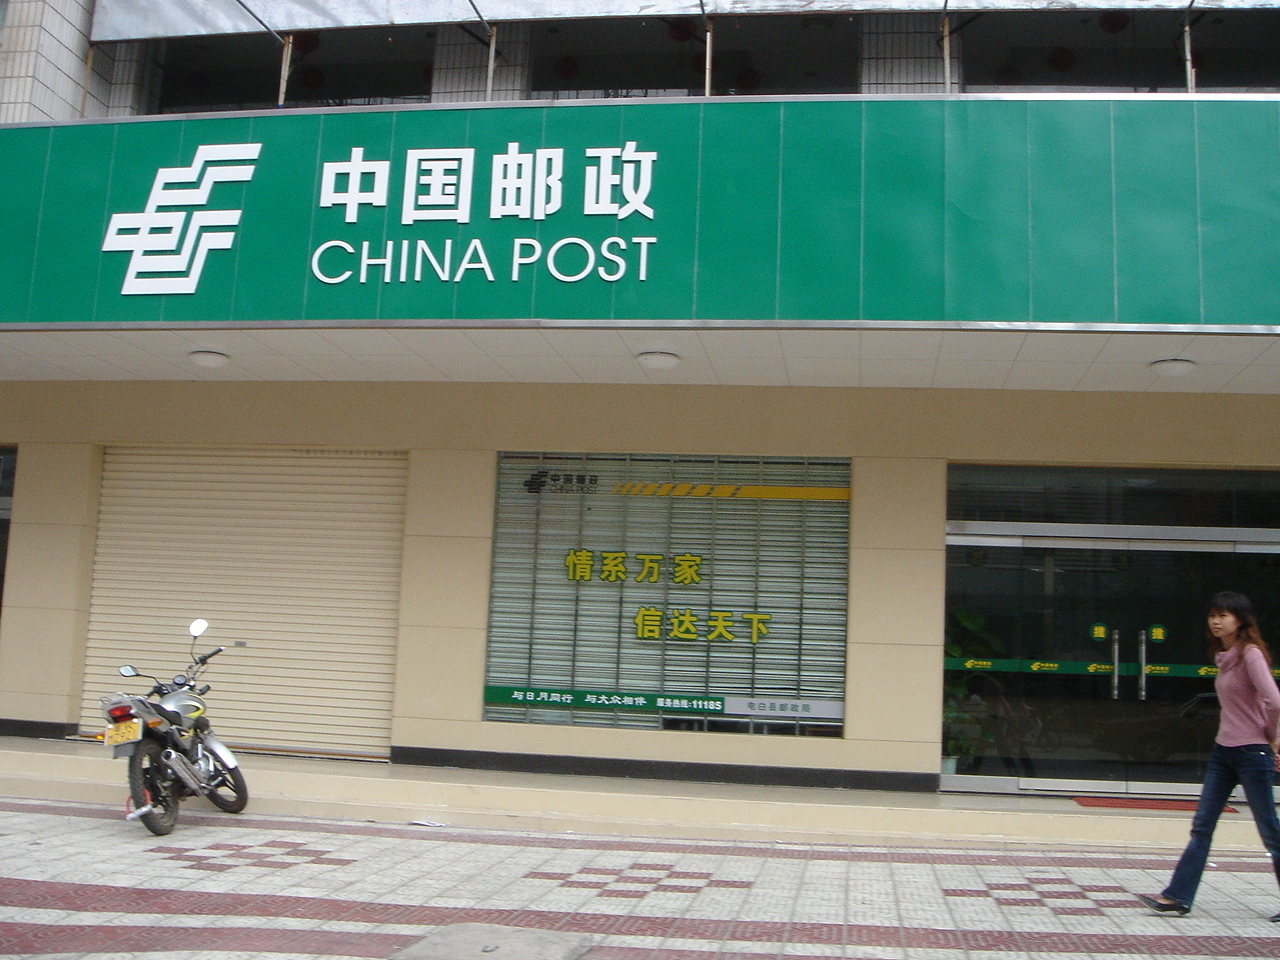 中国邮政
CHINA POST
中国邮政
CHINA POST
情系万家
信达天下
与日月同行 与大众相伴 服务热线:11185 电白县邮政局
推 推